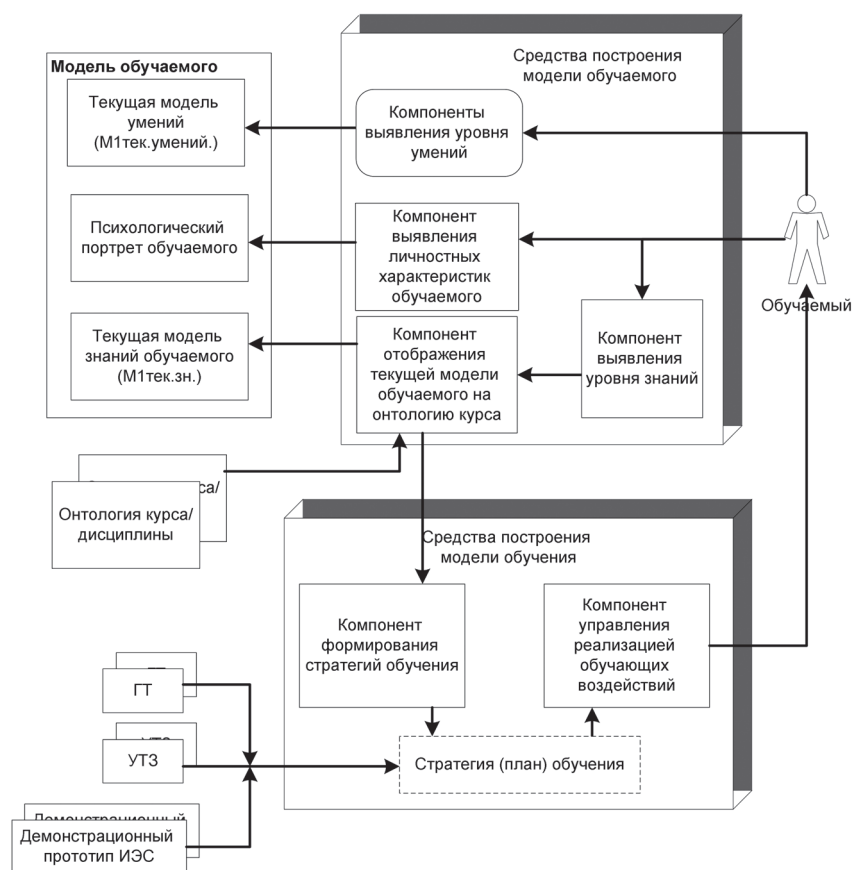 Средства построения
модели обучаемого
Модель обучаемого
Текущая модель
умений
(М1тек.умений.)
Компоненты
выявления уровня
умений
Психологический
портрет обучаемого
Компонент
выявления
личностных
характеристик
обучаемого
Обучаемый
Текущая модель
знаний обучаемого
(М1тек.зн.)
Компонент
отображения
текущей модели
обучаемого на
онтологию курса
Компонент
выявления
уровня знаний
са/
Онтология курса/
дисциплины
Средства построения
модели обучения
Компонент
формирования
стратегий обучения
Компонент
управления
реализацией
обучающих
воздействий
ГТ
УТЗ
Стратегия (план) обучения
Демонстрационный
Демонстрационный
прототип ИЭС